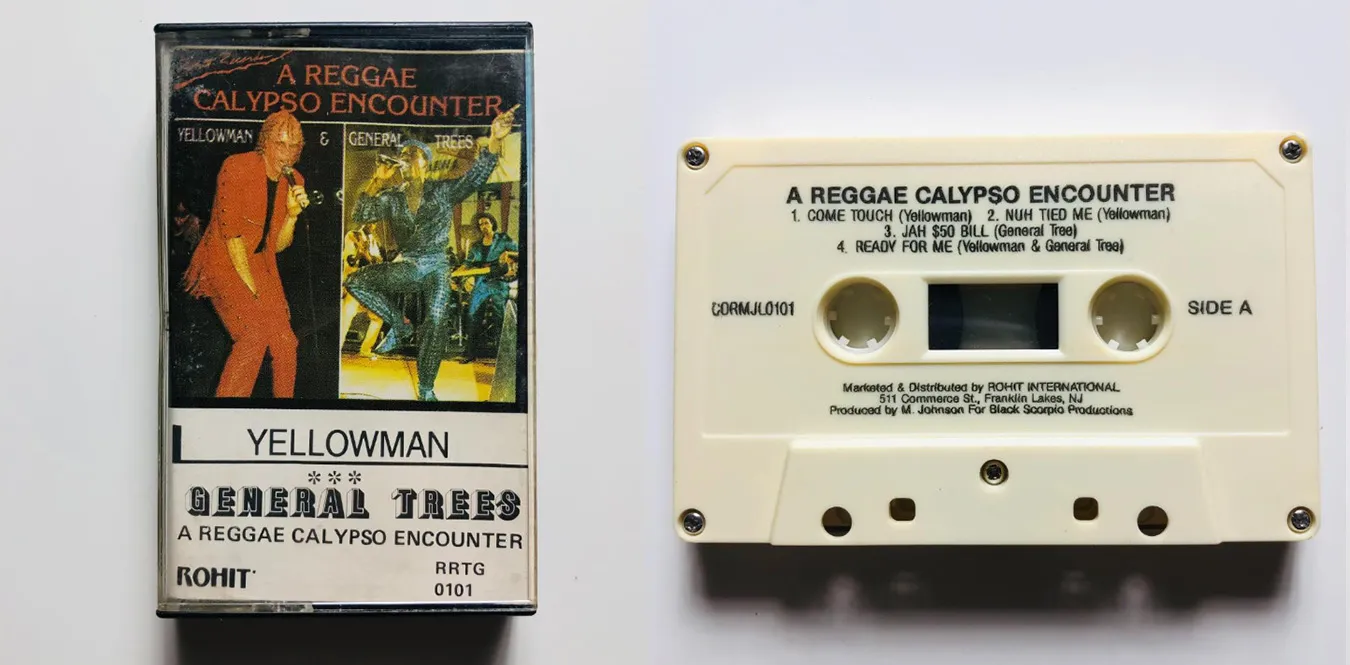 A REGGAE
CALYPSO ENCOUNTER
YELLOWMAN & GENERAL TREES
YELLOWMAN
***
GENERAL TREES
A REGGAE CALYPSO ENCOUNTER
ROHIT
RRTG
0101
A REGGAE CALYPSO ENCOUNTER
1. COME TOUCH (Yellowman) 2. NUH TIED ME (Yellowman)
3. JAH $50 BILL (General Tree)
4. READY FOR ME (Yellowman & General Tree)
CORMJL0101
SIDE A
Marketed & Distributed by ROHIT INTERNATIONAL
511 Commerce St., Franklin Lakes, NJ
Produced by M. Johnson For Black Scorpio Productions